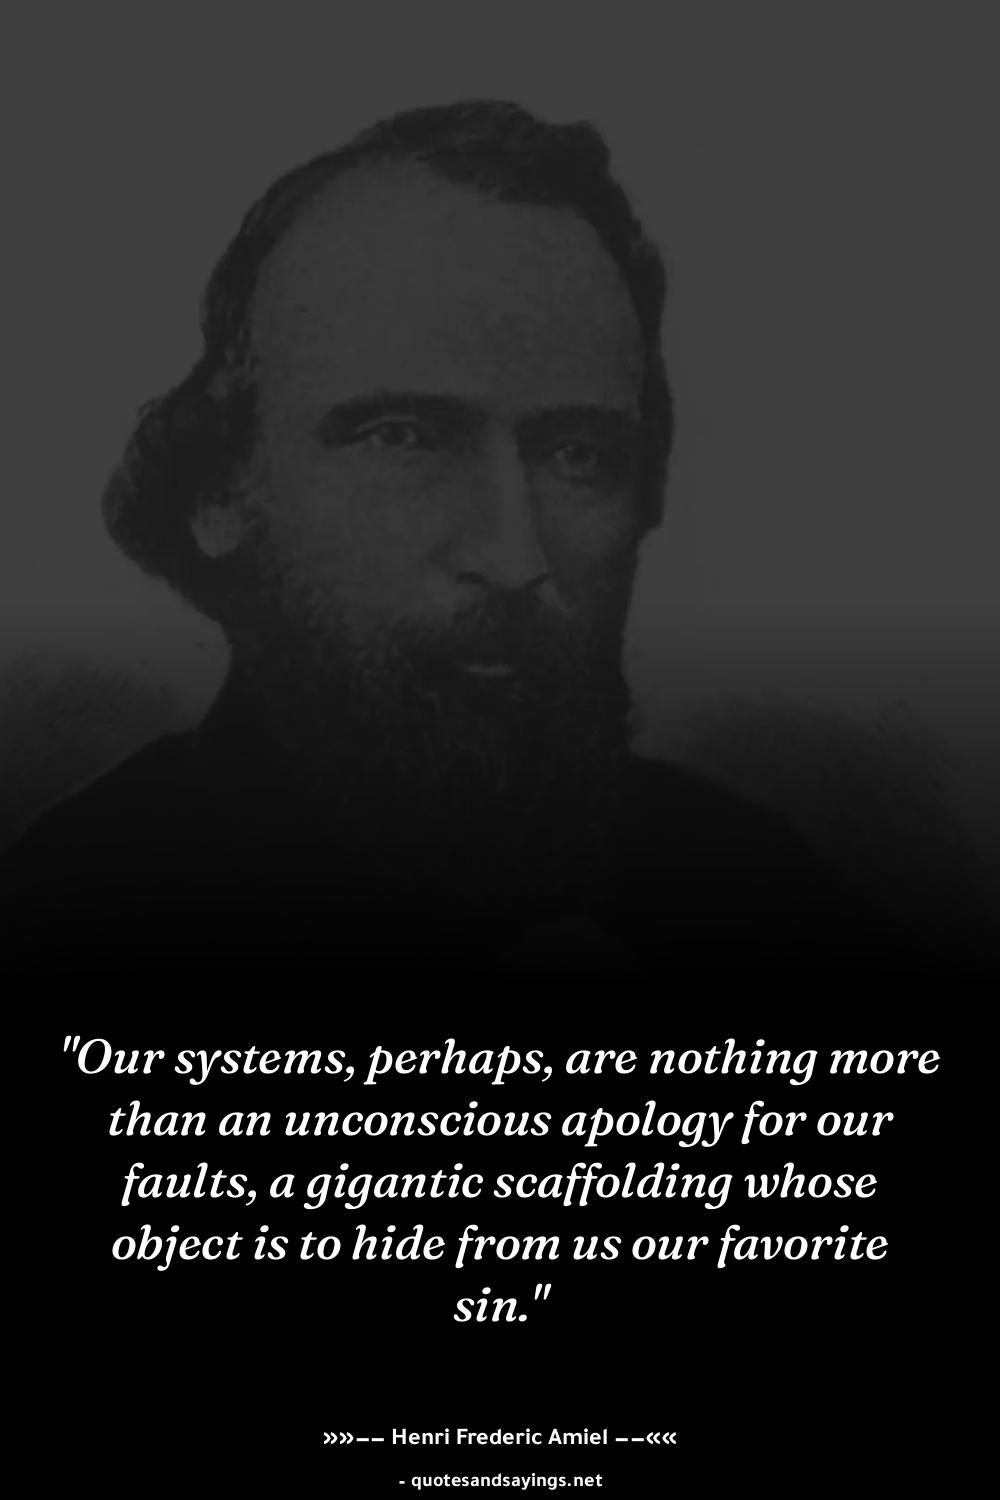 "Our systems, perhaps, are nothing more
than an unconscious apology for our
faults, a gigantic scaffolding whose
object is to hide from us our favorite
sin."
»»−− Henri Frederic Amiel −−««
- quotesandsayings.net